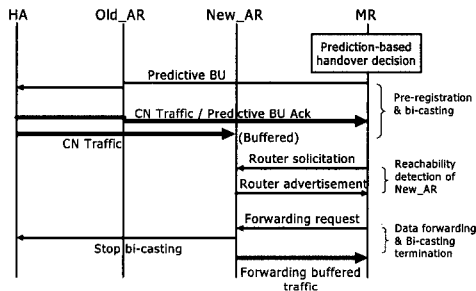 HA Old_AR New_AR MR
Prediction-based
handover decision
Predictive BU
Pre-registration
& bi-casting
CN Traffic / Predictive BU Ack
CN Traffic
(Buffered)
Router solicitation
Reachability
detection of
New_AR
Router advertisement
Forwarding request
Data forwarding
& Bi-casting
termination
Stop bi-casting
Forwarding buffered
traffic